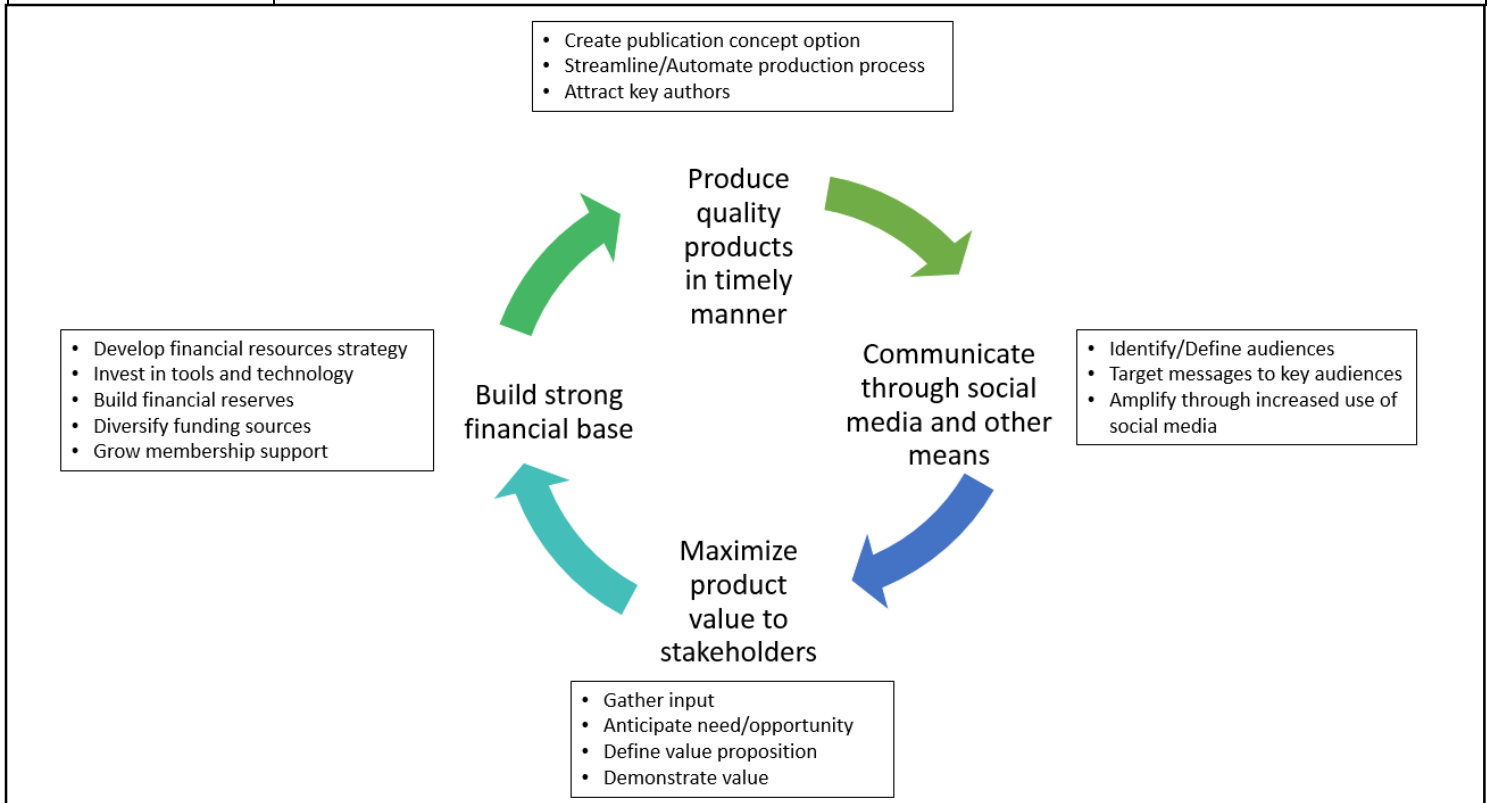 • Create publication concept option
• Streamline/Automate production process
• Attract key authors
Produce
quality
products
in timely
manner
Communicate
through social
media and other
means
• Identify/Define audiences
• Target messages to key audiences
• Amplify through increased use of
social media
Maximize
product
value to
stakeholders
• Gather input
• Anticipate need/opportunity
• Define value proposition
• Demonstrate value
Build strong
financial base
• Develop financial resources strategy
• Invest in tools and technology
• Build financial reserves
• Diversify funding sources
• Grow membership support